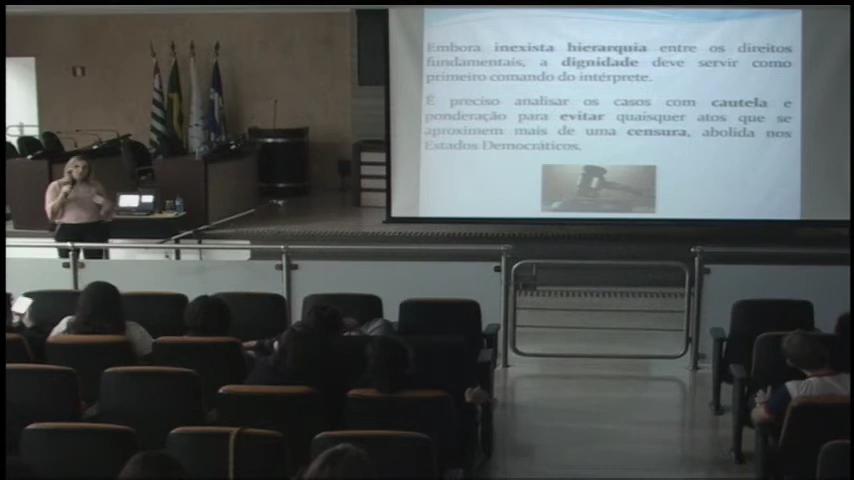 Embora inexista hierarquia entre os direitos
fundamentais, a dignidade deve servir como
primeiro comando do intérprete.
É preciso analisar os casos com cautela e
ponderação para evitar quaisquer atos que se
aproximem mais de uma censura, abolida nos
Estados Democráticos.